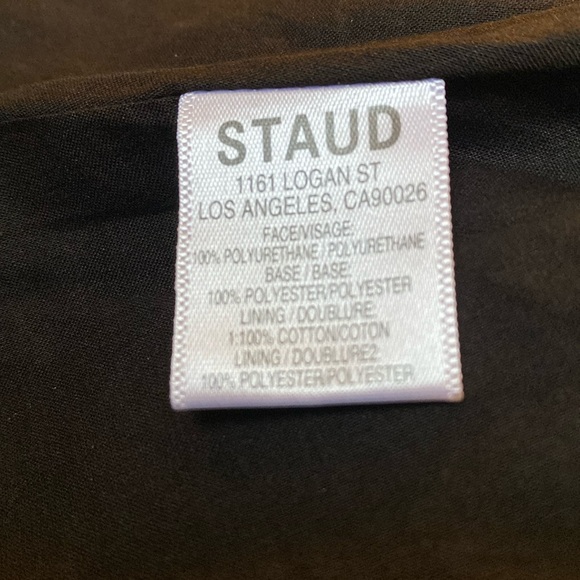 STAUD
1161 LOGAN ST
LOS ANGELES, CA90026
FACE/VISAGE:
100% POLYURETHANE / POLYURETHANE
BASE / BASE:
100% POLYESTER/POLYESTER
LINING / DOUBLURE:
1:100% COTTON/COTON
LINING / DOUBLURE2
100% POLYESTER/POLYESTER